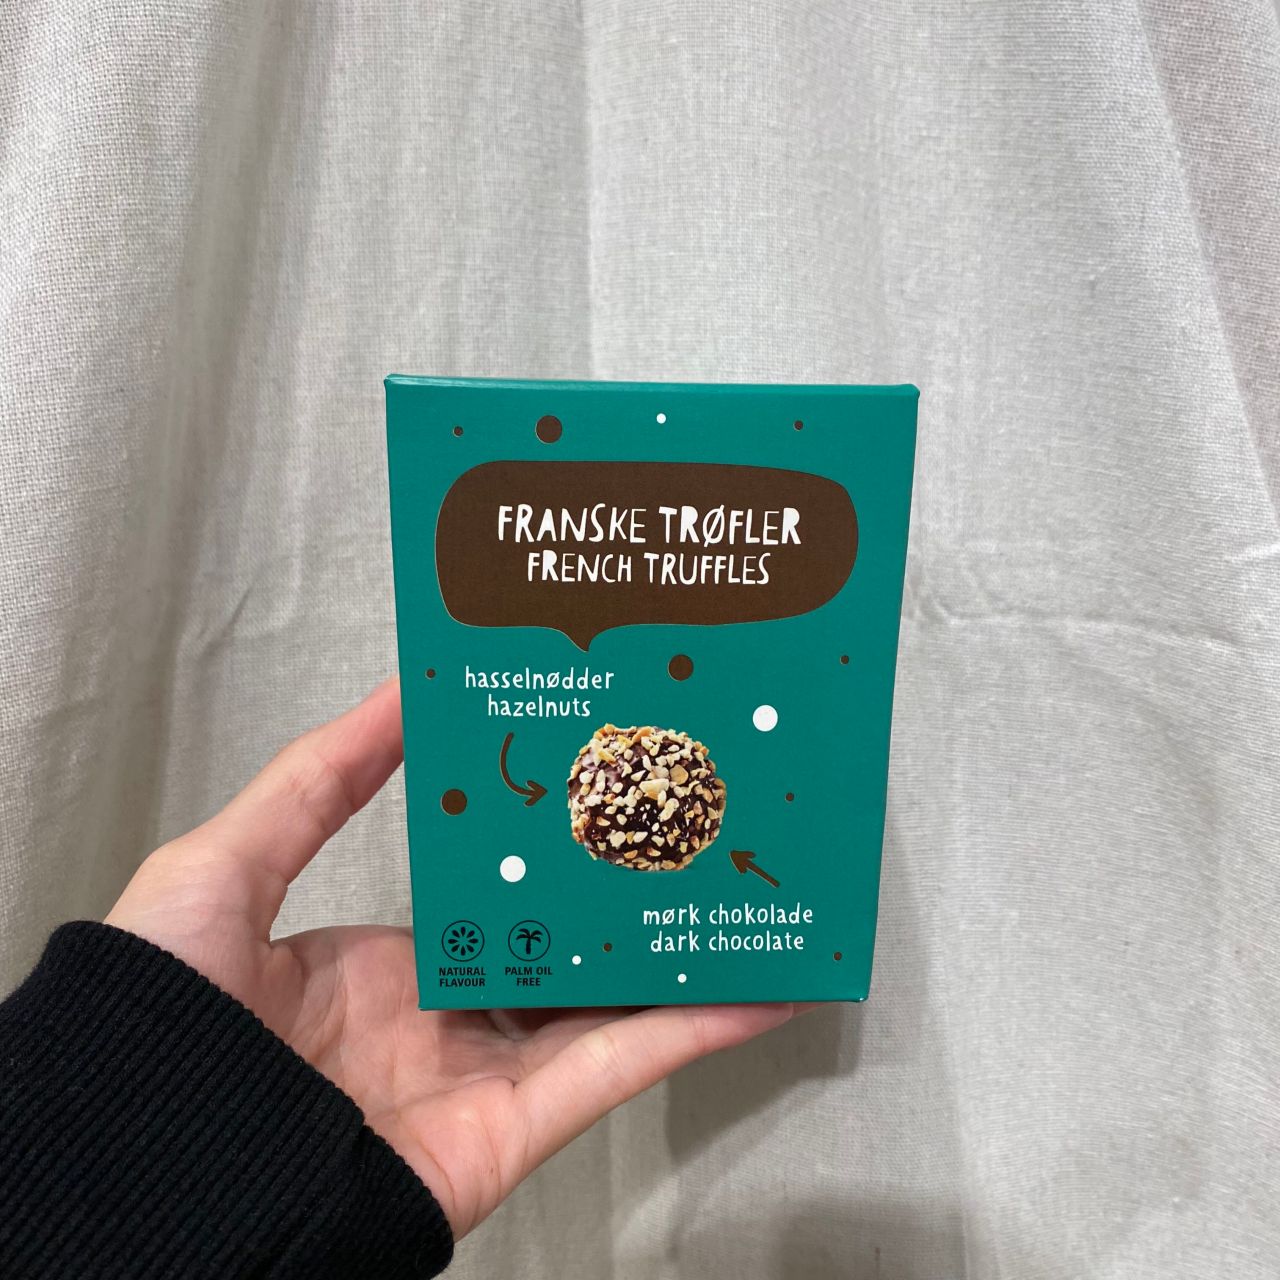 FRANSKE TRØFLER
FRENCH TRUFFLES
hasselnødder
hazelnuts
mørk chokolade
dark chocolate
NATURAL
FLAVOUR
PALM OIL
FREE